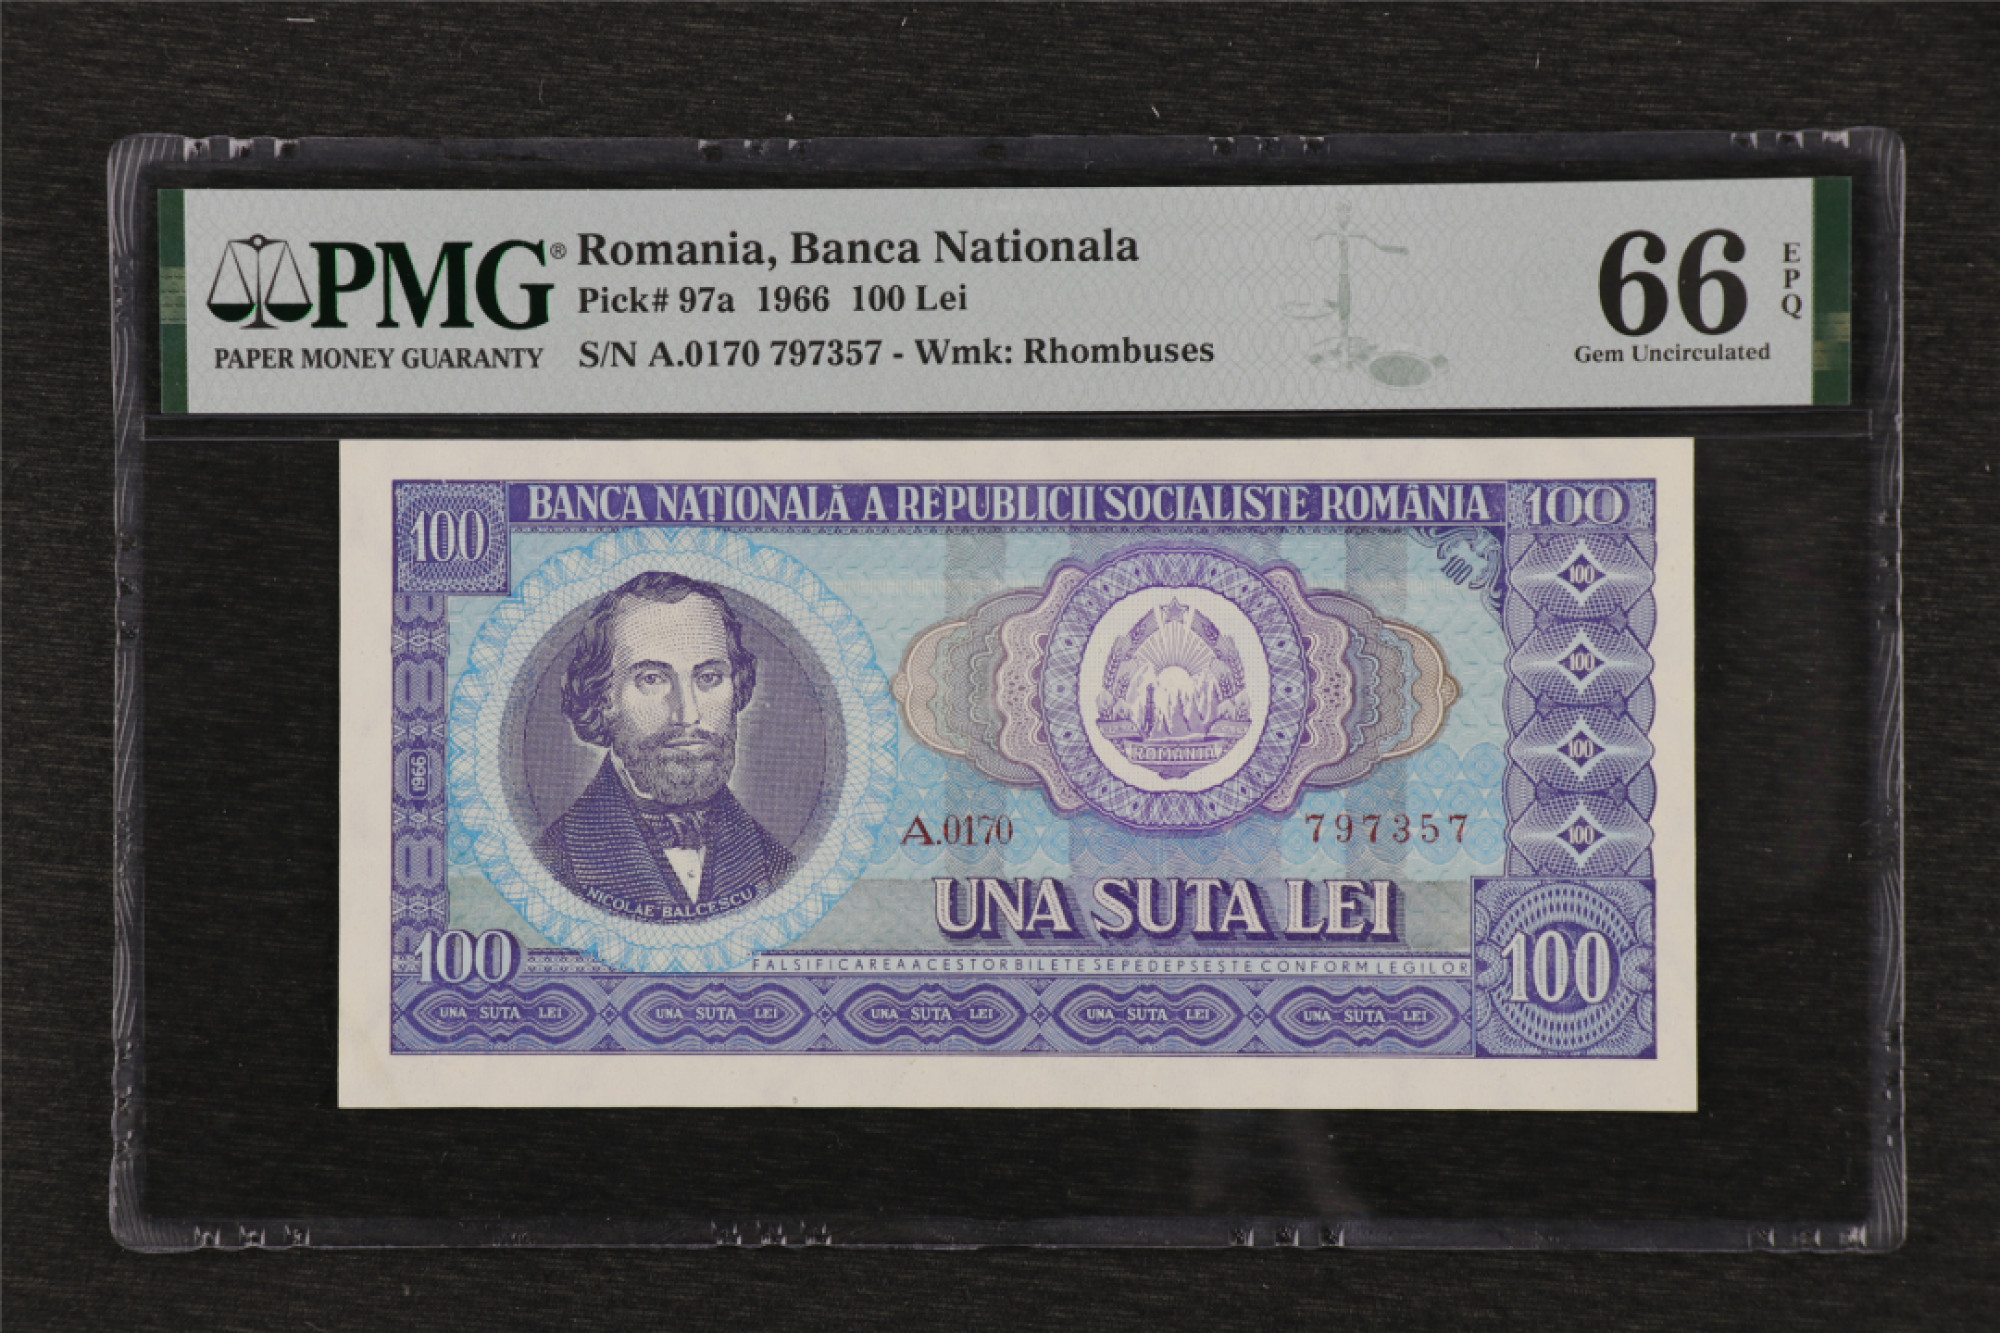 PMG®
PAPER MONEY GUARANTY
Romania, Banca Nationala
Pick# 97a 1966 100 Lei
S/N A.0170 797357 - Wmk: Rhombuses
66
EPQ
Gem Uncirculated
100
BANCA NAȚIONALĂ A REPUBLICII SOCIALISTE ROMÂNIA
100
100
100
100
100
100
1966
ROMANIA
NICOLAE BALCESCU
A.0170
797357
UNA SUTA LEI
100
FALSIFICAREA ACESTOR BILETE SE PEDEPSEȘTE CONFORM LEGILOR
100
UNA SUTA LEI UNA SUTA LEI UNA SUTA LEI UNA SUTA LEI UNA SUTA LEI